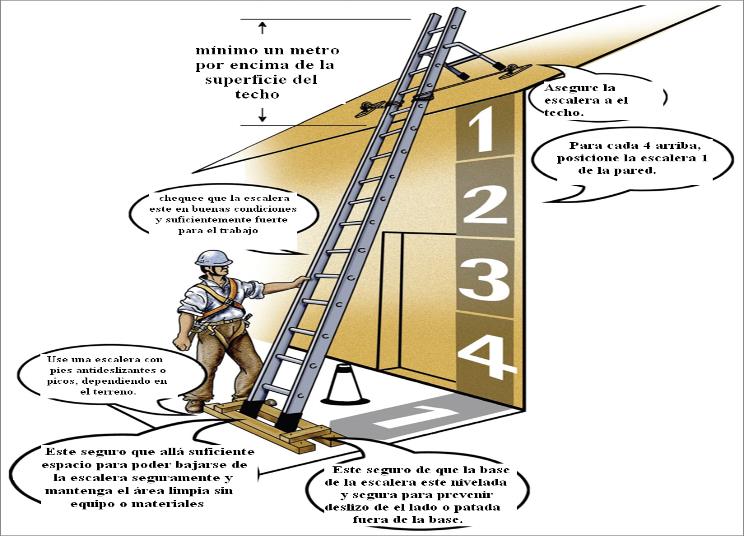 mínimo un metro
por encima de la
superficie del
techo
Asegure la
escalera a el
techo.
1
Para cada 4 arriba,
posicione la escalera 1
de la pared.
2
chequee que la escalera
este en buenas condiciones
y suficientemente fuerte
para el trabajo
3
4
Use una escalera con
pies antideslizantes o
picos, dependiendo en
el terreno.
1
Este seguro que allá suficiente
espacio para poder bajarse de
la escalera seguramente y
mantenga el área limpia sin
equipo o materiales
Este seguro de que la base
de la escalera este nivelada
y segura para prevenir
deslizo de el lado o patada
fuera de la base.